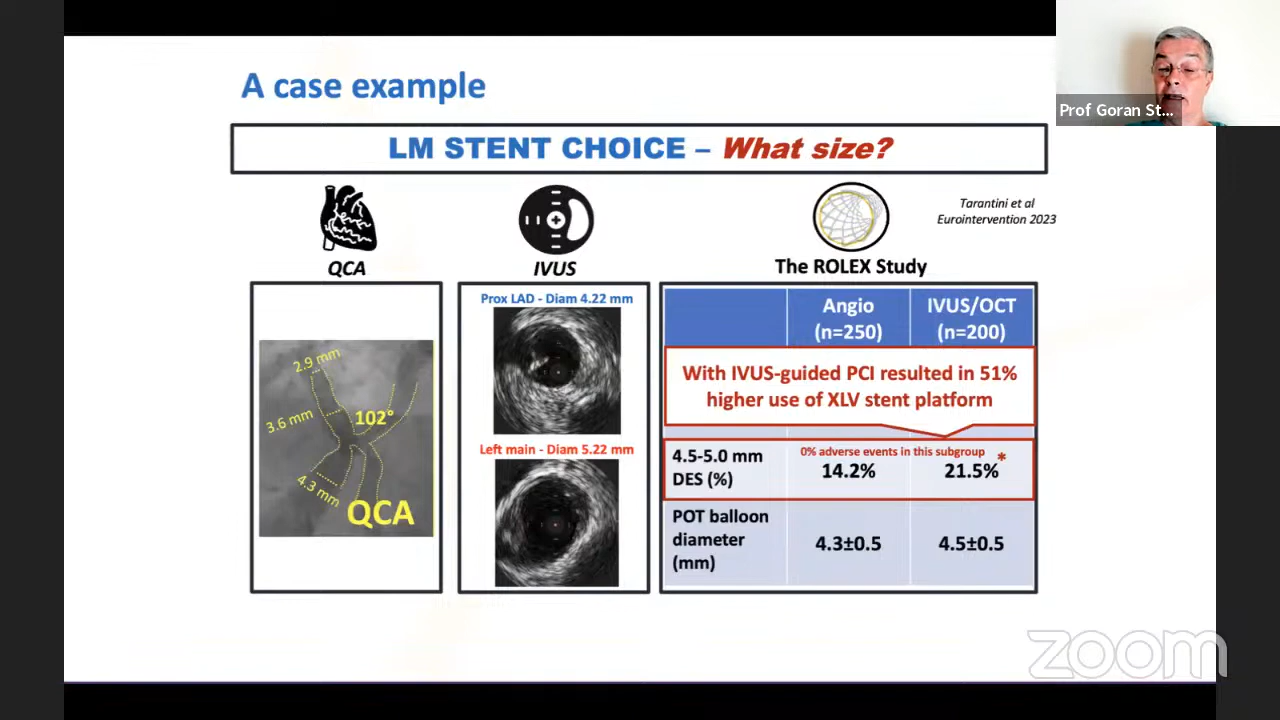 A case example
LM STENT CHOICE – What size?
QCA
IVUS
The ROLEX Study
Tarantini et al
Eurointervention 2023
2.9 mm
3.6 mm
102°
4.3 mm
QCA
Prox LAD - Diam 4.22 mm
Left main - Diam 5.22 mm
Angio
(n=250)
IVUS/OCT
(n=200)
With IVUS-guided PCI resulted in 51%
higher use of XLV stent platform
4.5-5.0 mm
DES (%)
0% adverse events in this subgroup *
14.2%
21.5%
POT balloon
diameter
(mm)
4.3±0.5
4.5±0.5
Prof Goran St...
zoom